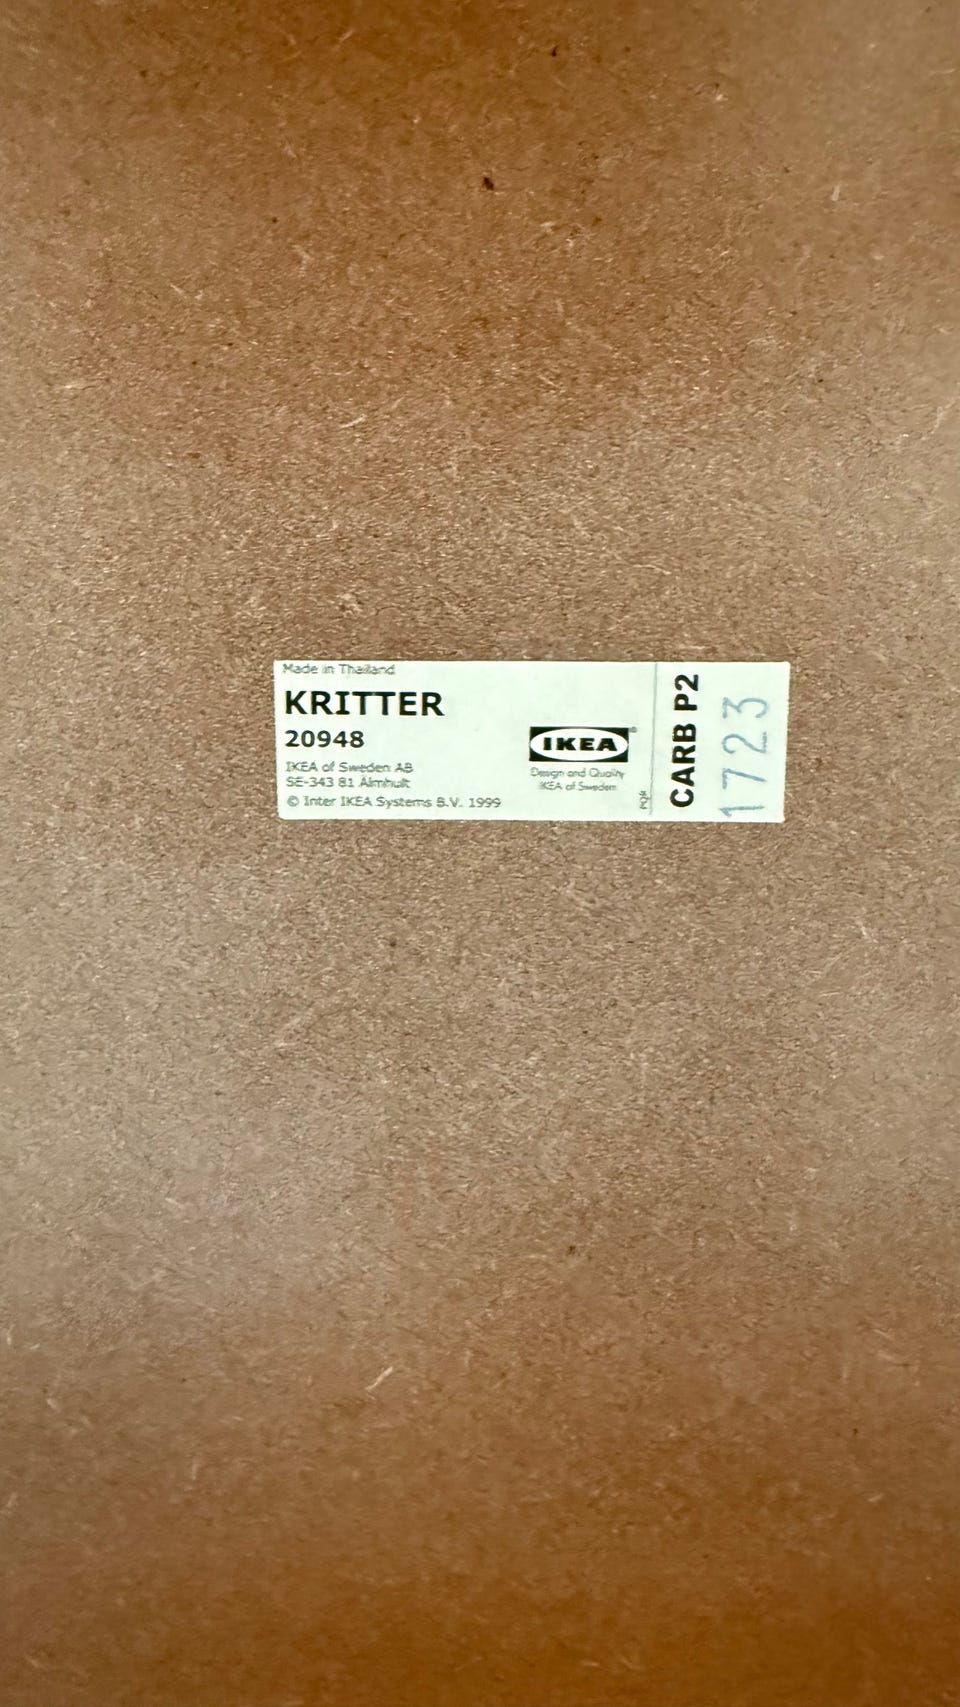 Made in Thailand
KRITTER
20948
IKEA of Sweden AB
SE-343 81 Älmhult
© Inter IKEA Systems B.V. 1999
IKEA®
Design and Quality
IKEA of Sweden
PQR
CARB P2
1723